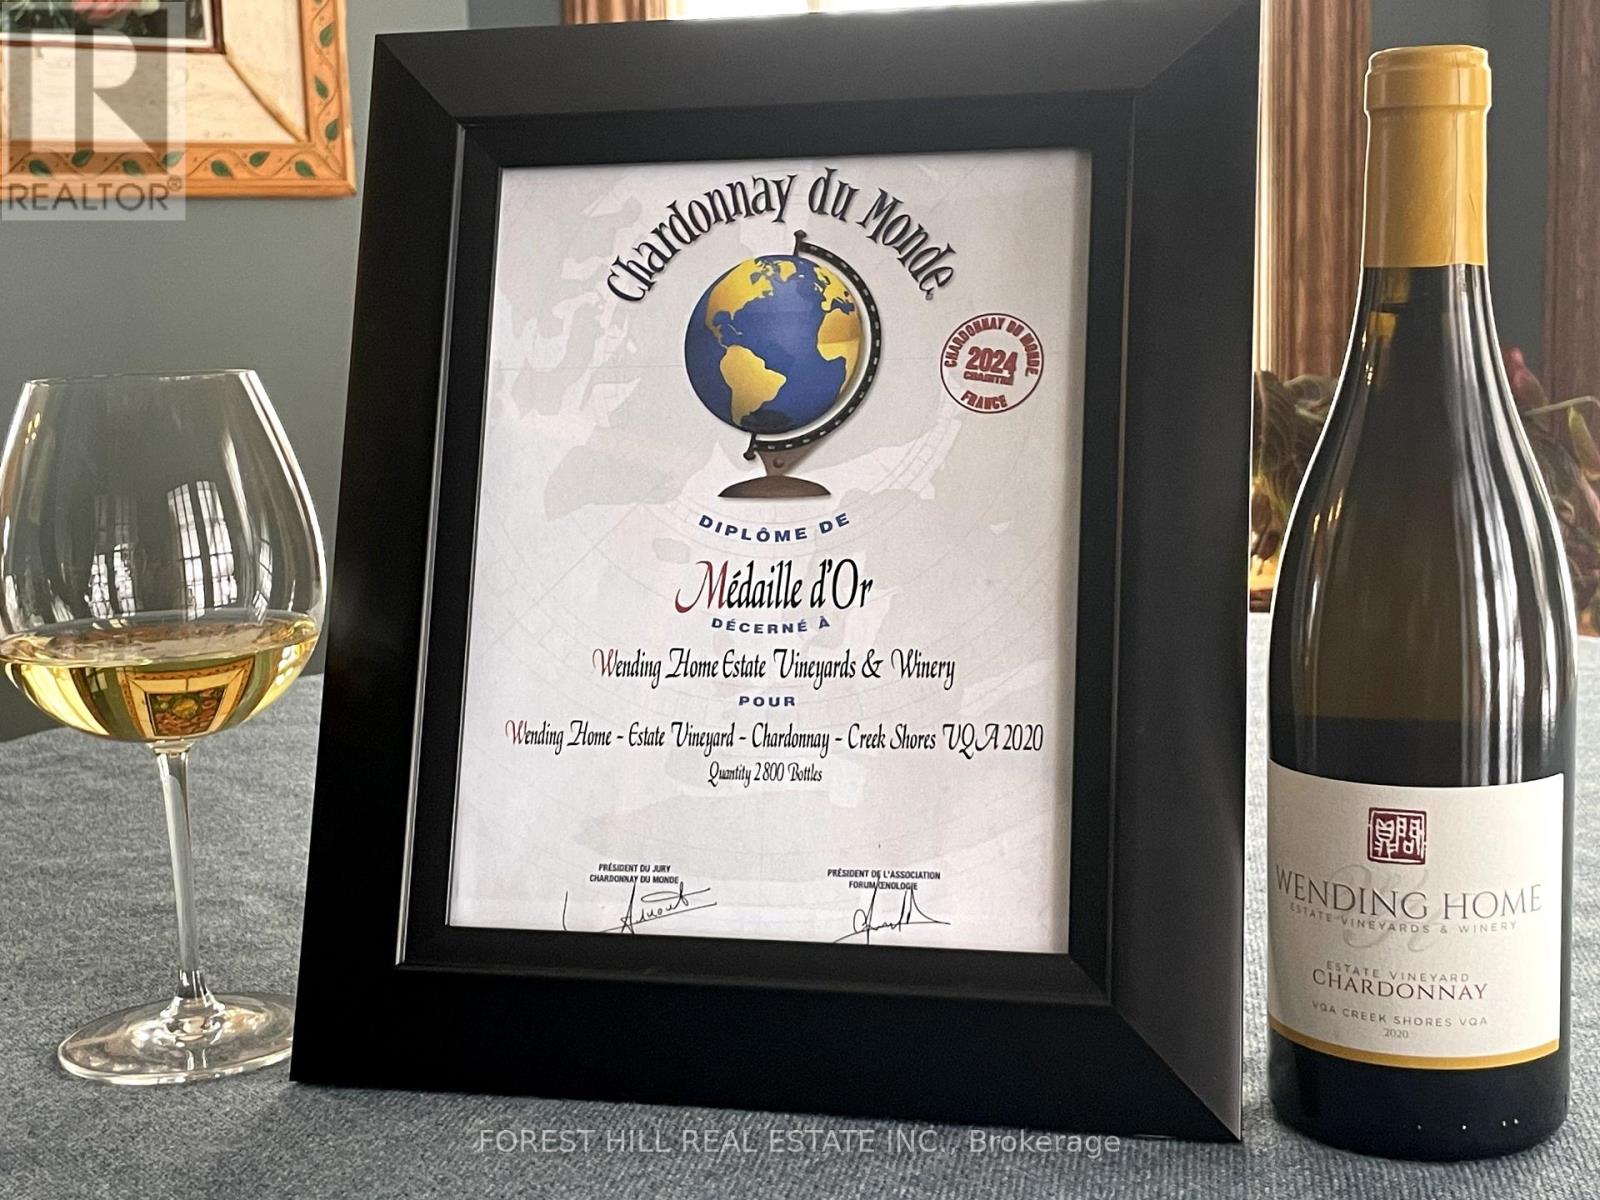 REALTOR®
Chardonnay du Monde®
CHARDONNAY DU MONDE
2024
CHAINTRÉ
FRANCE
DIPLÔME DE
Médaille d'Or
DÉCERNÉ À
Wending Home Estate Vineyards & Winery
POUR
Wending Home - Estate Vineyard - Chardonnay - Creek Shores VQA 2020
Quantity 2800 Bottles
PRÉSIDENT DU JURY
CHARDONNAY DU MONDE
PRÉSIDENT DE L'ASSOCIATION
FORUM ŒNOLOGIE
WENDING HOME
ESTATE VINEYARDS & WINERY
ESTATE VINEYARD
CHARDONNAY
VQA CREEK SHORES VQA
2020
FOREST HILL REAL ESTATE INC., Brokerage